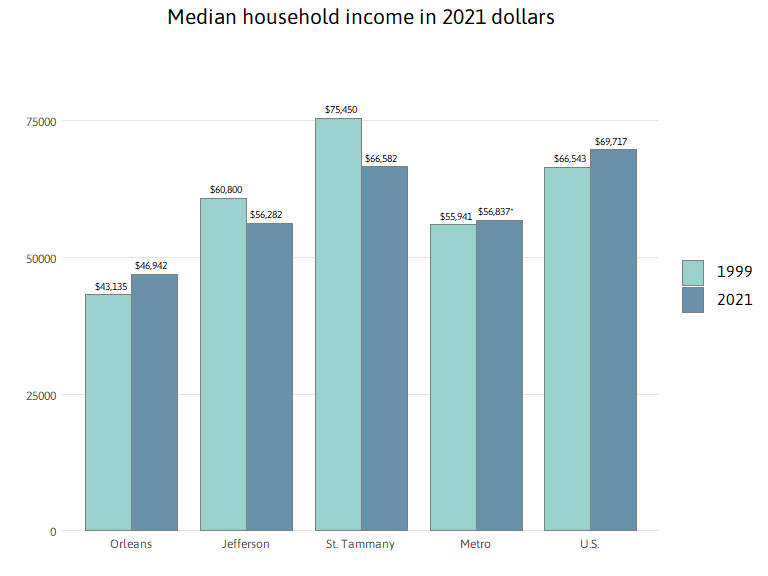 Median household income in 2021 dollars
75000
50000
25000
0
$43,135
$46,942
$60,800
$56,282
$75,450
$66,582
$55,941
$56,837*
$66,543
$69,717
Orleans
Jefferson
St. Tammany
Metro
U.S.
1999
2021